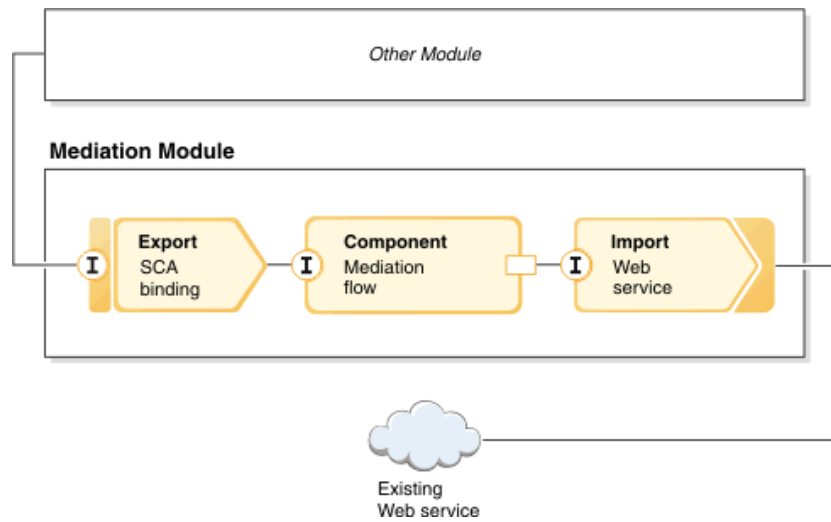 Other Module
Mediation Module
Export
SCA
binding
Component
Mediation
flow
Import
Web
service
I
I
I
Existing
Web service